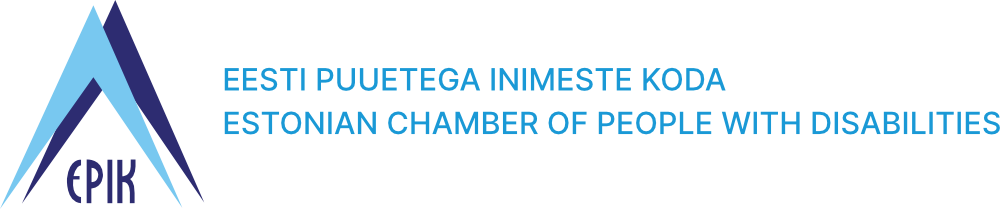 EESTI PUUETEGA INIMESTE KODA
ESTONIAN CHAMBER OF PEOPLE WITH DISABILITIES
EPIK